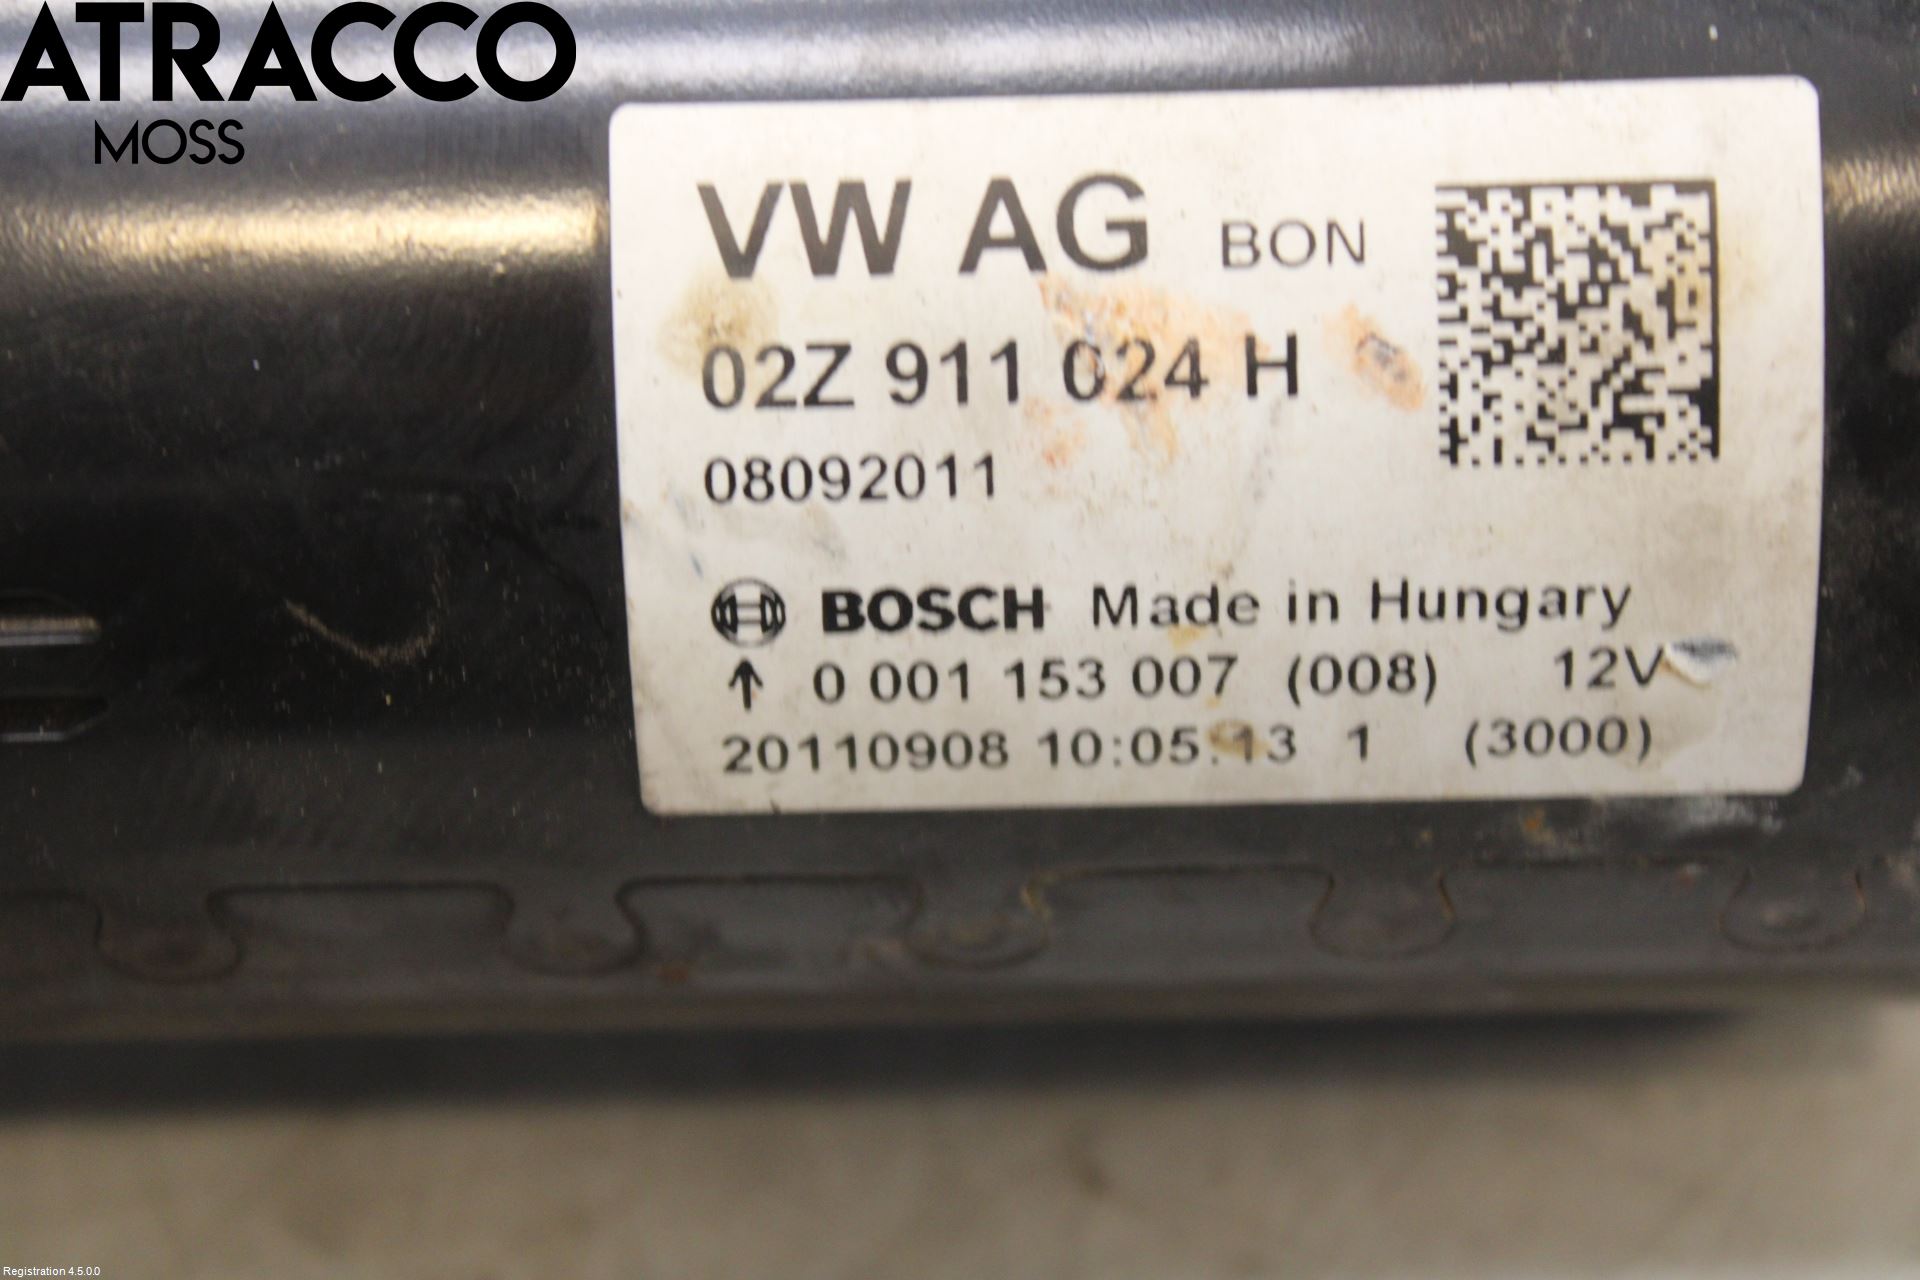 ATRACCO
MOSS
VW AG BON
02Z 911 024 H
08092011
BOSCH Made in Hungary
↑ 0 001 153 007 (008) 12V
20110908 10:05:13 1 (3000)
Registration 4.5.0.0